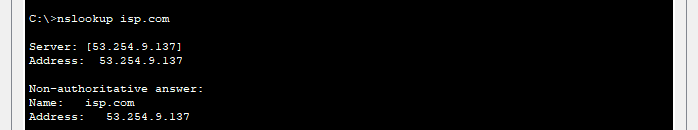 C:\>nslookup isp.com
Server: [53.254.9.137]
Address:  53.254.9.137
Non-authoritative answer:
Name:   isp.com
Address:   53.254.9.137